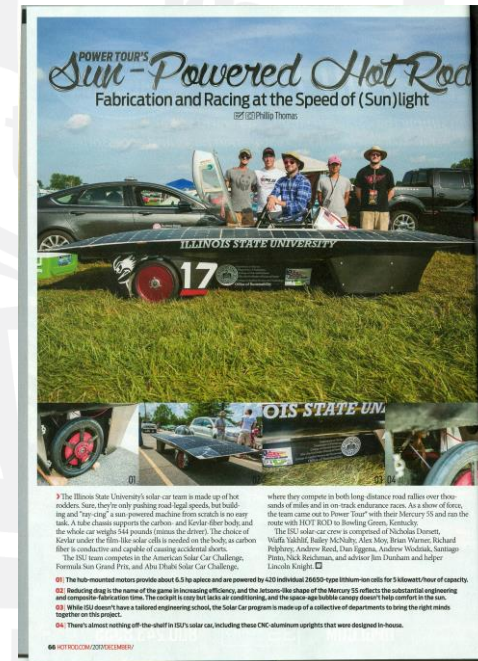 POWER TOUR'S
Sun-Powered Hot Rod
Fabrication and Racing at the Speed of (Sun)light
Phillip Thomas
ILLINOIS STATE UNIVERSITY
17
01
02
OIS STATE UN
03
04
The Illinois State University's solar-car team is made up of hot
rodders. Sure, they're only pushing road-legal speeds, but build-
ing and "ray-cing" a sun-powered machine from scratch is no easy
task. A tube chassis supports the carbon- and Kevlar-fiber body, and
the whole car weighs 544 pounds (minus the driver). The choice of
Kevlar under the film-like solar cells is needed on the body, as carbon
fiber is conductive and capable of causing accidental shorts.
The ISU team competes in the American Solar Car Challenge,
Formula Sun Grand Prix, and Abu Dhabi Solar Car Challenge,
where they compete in both long-distance road rallies over thou-
sands of miles and in on-track endurance races. As a show of force,
the team came out to Power Tour® with their Mercury 5S and ran the
route with HOT ROD to Bowling Green, Kentucky.
The ISU solar-car crew is comprised of Nicholas Dorsett,
Waffa Yakhlif, Bailey McNulty, Alex Moy, Brian Warner, Richard
Pelphrey, Andrew Reed, Dan Eggena, Andrew Wodziak, Santiago
Pinto, Nick Reichman, and advisor Jim Dunham and helper
Lincoln Knight.
01| The hub-mounted motors provide about 6.5 hp apiece and are powered by 420 individual 26650-type lithium-ion cells for 5 kilowatt/hour of capacity.
02| Reducing drag is the name of the game in increasing efficiency, and the Jetsons-like shape of the Mercury 5S reflects the substantial engineering
and composite-fabrication time. The cockpit is cozy but lacks air conditioning, and the space-age bubble canopy doesn't help comfort in the sun.
03| While ISU doesn't have a tailored engineering school, the Solar Car program is made up of a collective of departments to bring the right minds
together on this project.
04| There's almost nothing off-the-shelf in ISU's solar car, including these CNC-aluminum uprights that were designed in-house.
66 HOTROD.COM/2017/DECEMBER/